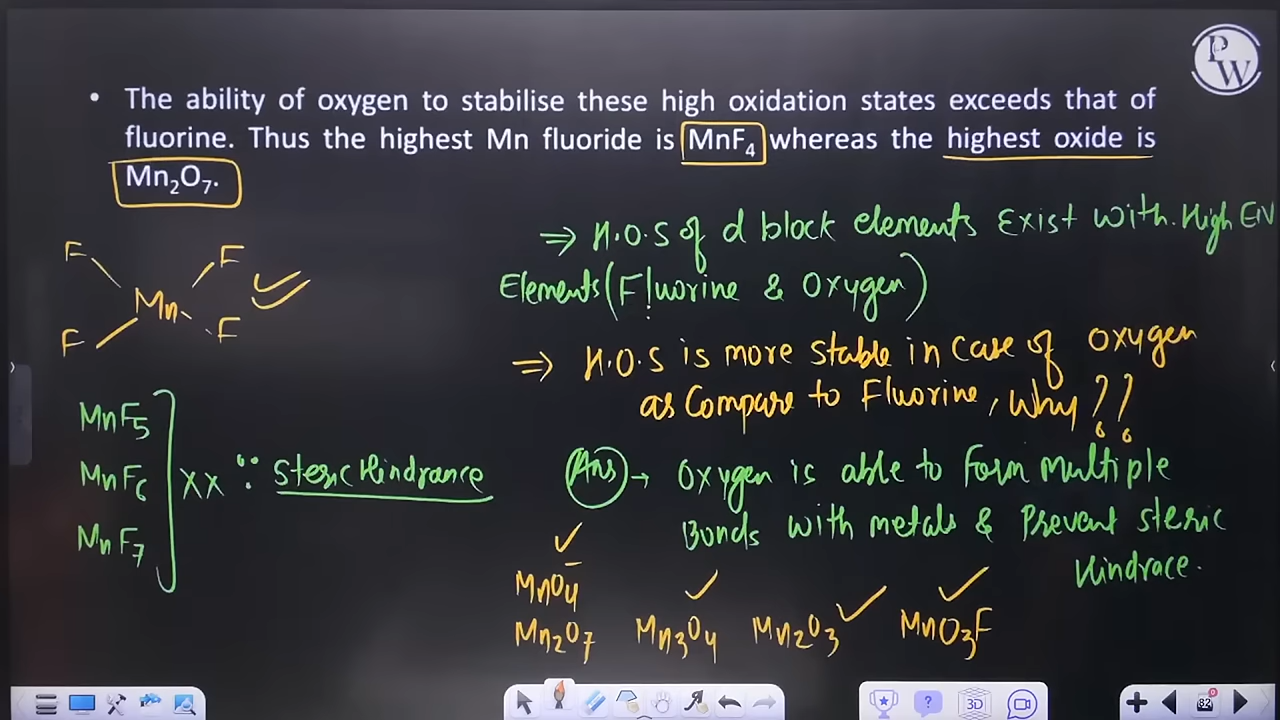 PW
• The ability of oxygen to stabilise these high oxidation states exceeds that of
fluorine. Thus the highest Mn fluoride is MnF₄ whereas the highest oxide is
Mn₂O₇.
⇒ H.O.S of d block elements Exist with. High EN
Elements (Fluorine & Oxygen)
F F
Mn
F F
⇒ H.O.S is more stable in Case of Oxygen
as Compare to Fluorine, Why??
MnF₅
MnF₆ XX ∵ Steric Hindrance
MnF₇
Ans → Oxygen is able to Form Multiple
Bonds with metals & Prevent steric
Hindrace.
MnO₄⁻
Mn₂O₇ Mn₃O₄ Mn₂O₃ MnO₃F
3D
82